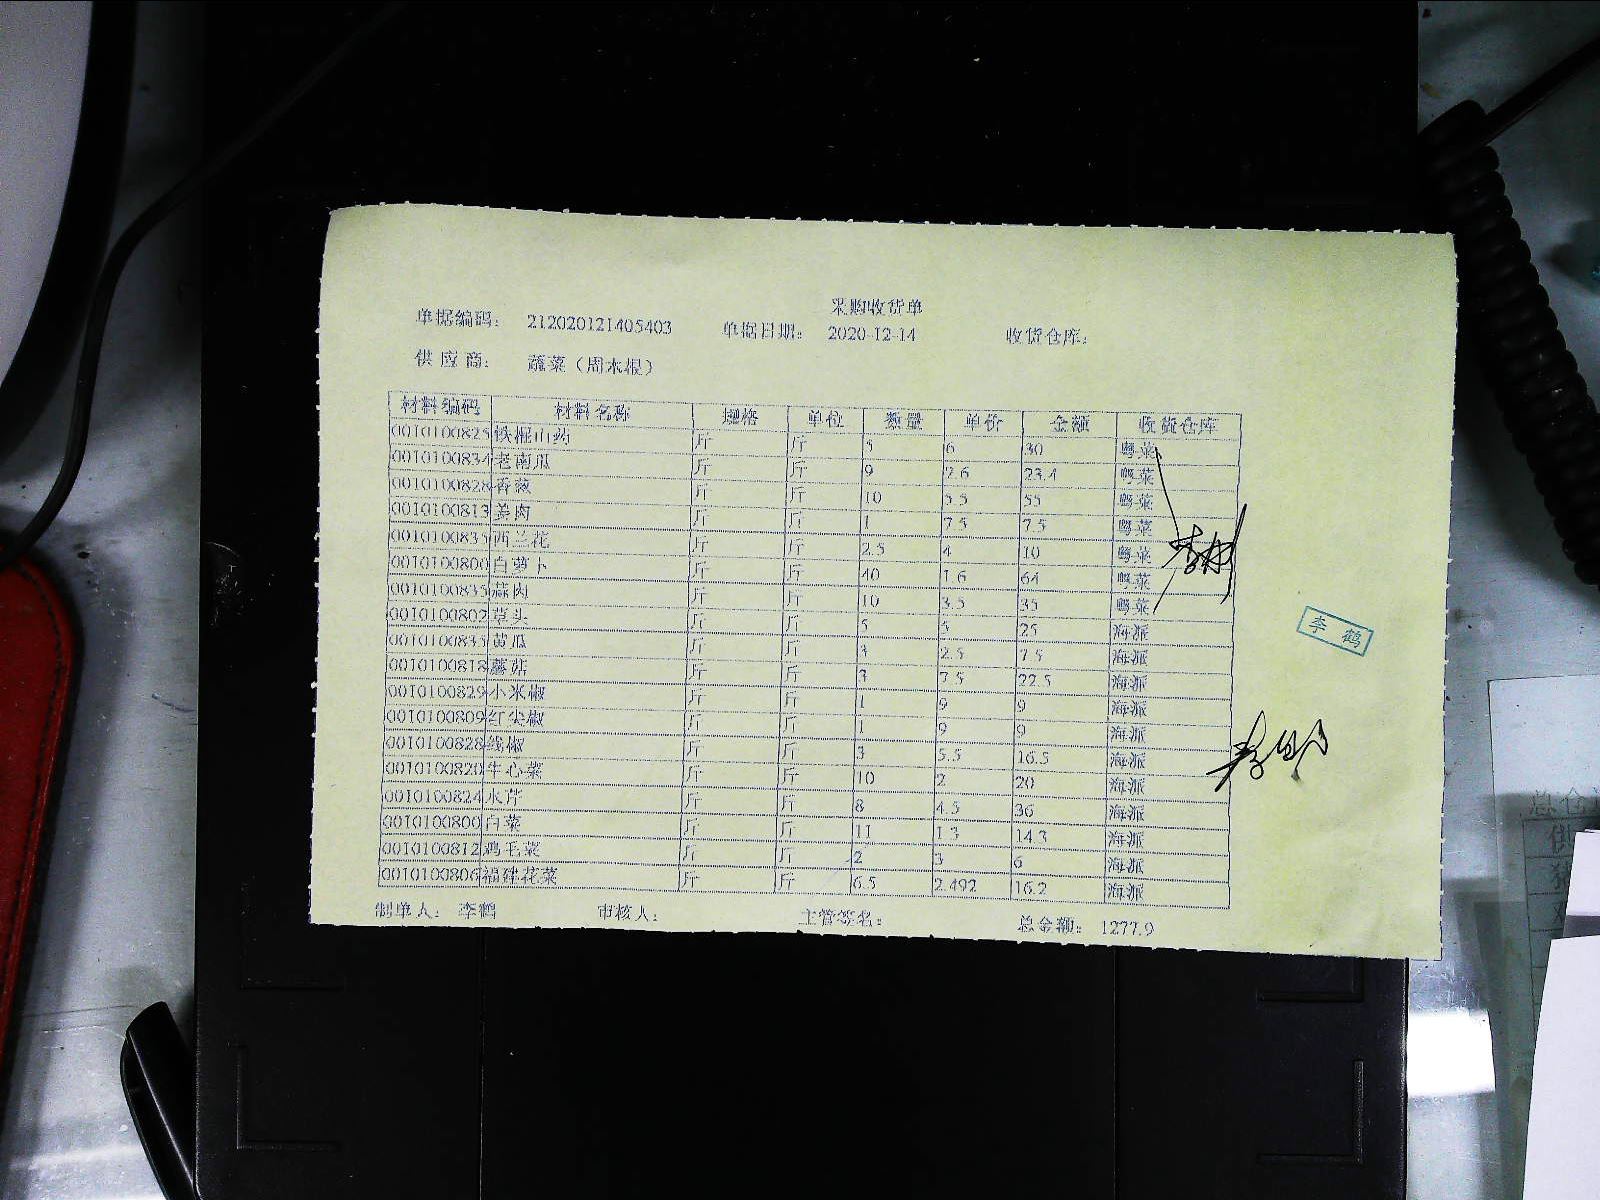 采购收货单
单据编码： 212020121405403 单据日期： 2020-12-14 收货仓库：
供应商： 蔬菜（周木根）
材料编码 材料名称 规格 单位 数量 单价 金额 收货仓库
0010100825 铁棍山药 斤 斤 5 6 30 粤菜
0010100834 老南瓜 斤 斤 9 2.6 23.4 粤菜
0010100828 香葱 斤 斤 10 5.5 55 粤菜
0010100813 姜肉 斤 斤 1 7.5 7.5 粤菜
0010100835 西兰花 斤 斤 2.5 4 10 粤菜
0010100800 白萝卜 斤 斤 40 1.6 64 粤菜
0010100835 蒜肉 斤 斤 10 3.5 35 粤菜
0010100802 草头 斤 斤 5 5 25 海派
0010100835 黄瓜 斤 斤 3 2.5 7.5 海派
0010100818 蘑菇 斤 斤 3 7.5 22.5 海派
0010100829 小米椒 斤 斤 1 9 9 海派
0010100809 红尖椒 斤 斤 1 9 9 海派
0010100828 线椒 斤 斤 3 5.5 16.5 海派
0010100820 牛心菜 斤 斤 10 2 20 海派
0010100824 水芹 斤 斤 8 4.5 36 海派
0010100800 白菜 斤 斤 11 1.3 14.3 海派
0010100812 鸡毛菜 斤 斤 2 3 6 海派
0010100806 福建花菜 斤 斤 6.5 2.492 16.2 海派
李鹤
制单人： 李鹤 审核人： 主管签名： 总金额： 1277.9